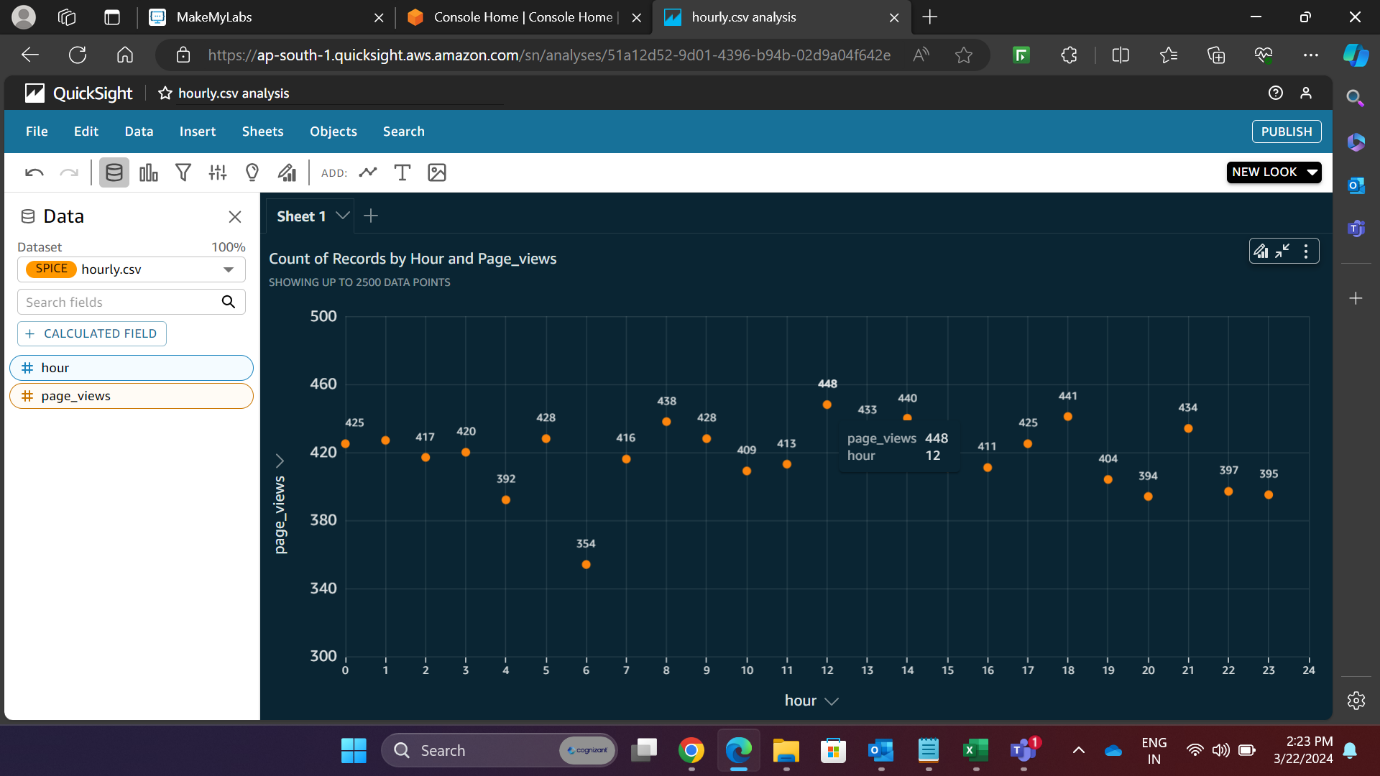 MakeMyLabs
Console Home | Console Home |
hourly.csv analysis
https://ap-south-1.quicksight.aws.amazon.com/sn/analyses/51a12d52-9d01-4396-b94b-02d9a04f642e
QuickSight
hourly.csv analysis
File Edit Data Insert Sheets Objects Search
PUBLISH
ADD:
NEW LOOK
Data
Dataset 100%
SPICE hourly.csv
Search fields
+ CALCULATED FIELD
# hour
# page_views
Sheet 1
Count of Records by Hour and Page_views
SHOWING UP TO 2500 DATA POINTS
500
460
420
380
340
300
page_views
425 417 420 392 428 354 416 438 428 409 413 448 433 440 411 425 441 404 394 434 397 395
page_views 448
hour 12
0 1 2 3 4 5 6 7 8 9 10 11 12 13 14 15 16 17 18 19 20 21 22 23 24
hour
Search
cognizant
1
ENG
IN
2:23 PM
3/22/2024